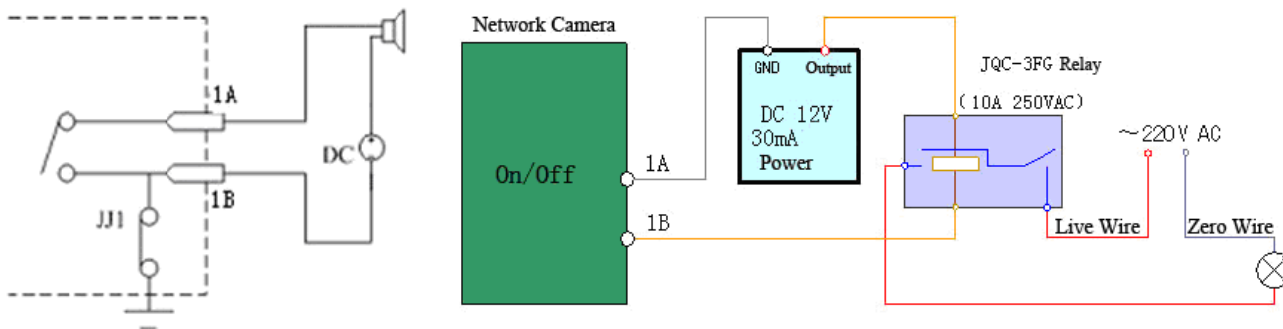 1A
DC
1B
JJ1
Network Camera
On/Off
1A
1B
GND Output
DC 12V
30mA
Power
JQC-3FG Relay
(10A 250VAC)
～220V AC
Live Wire
Zero Wire